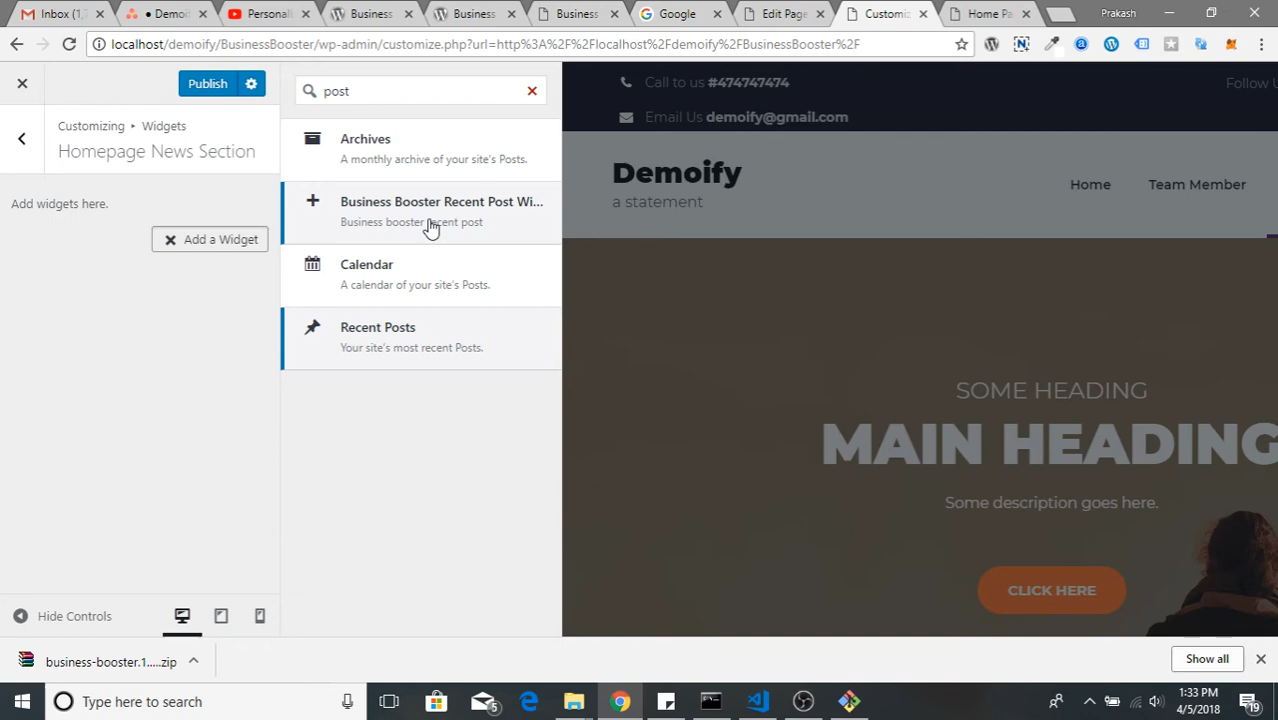 Inbox (1,
Demoi
Personal
Business
Business
Business
Google
Edit Page
Customiz
Home Pa
Prakash
localhost/demoify/BusinessBooster/wp-admin/customize.php?url=http%3A%2F%2Flocalhost%2Fdemoify%2FBusinessBooster%2F
Publish
Customizing ▸ Widgets
Homepage News Section
Add widgets here.
Add a Widget
post
Archives
A monthly archive of your site's Posts.
Business Booster Recent Post Wi...
Business booster recent post
Calendar
A calendar of your site's Posts.
Recent Posts
Your site's most recent Posts.
Call to us #474747474
Follow U
Email Us demoify@gmail.com
Demoify
a statement
Home
Team Member
SOME HEADING
MAIN HEADING
Some description goes here.
CLICK HERE
Hide Controls
business-booster.1.....zip
Show all
Type here to search
5
1:33 PM
4/5/2018
19